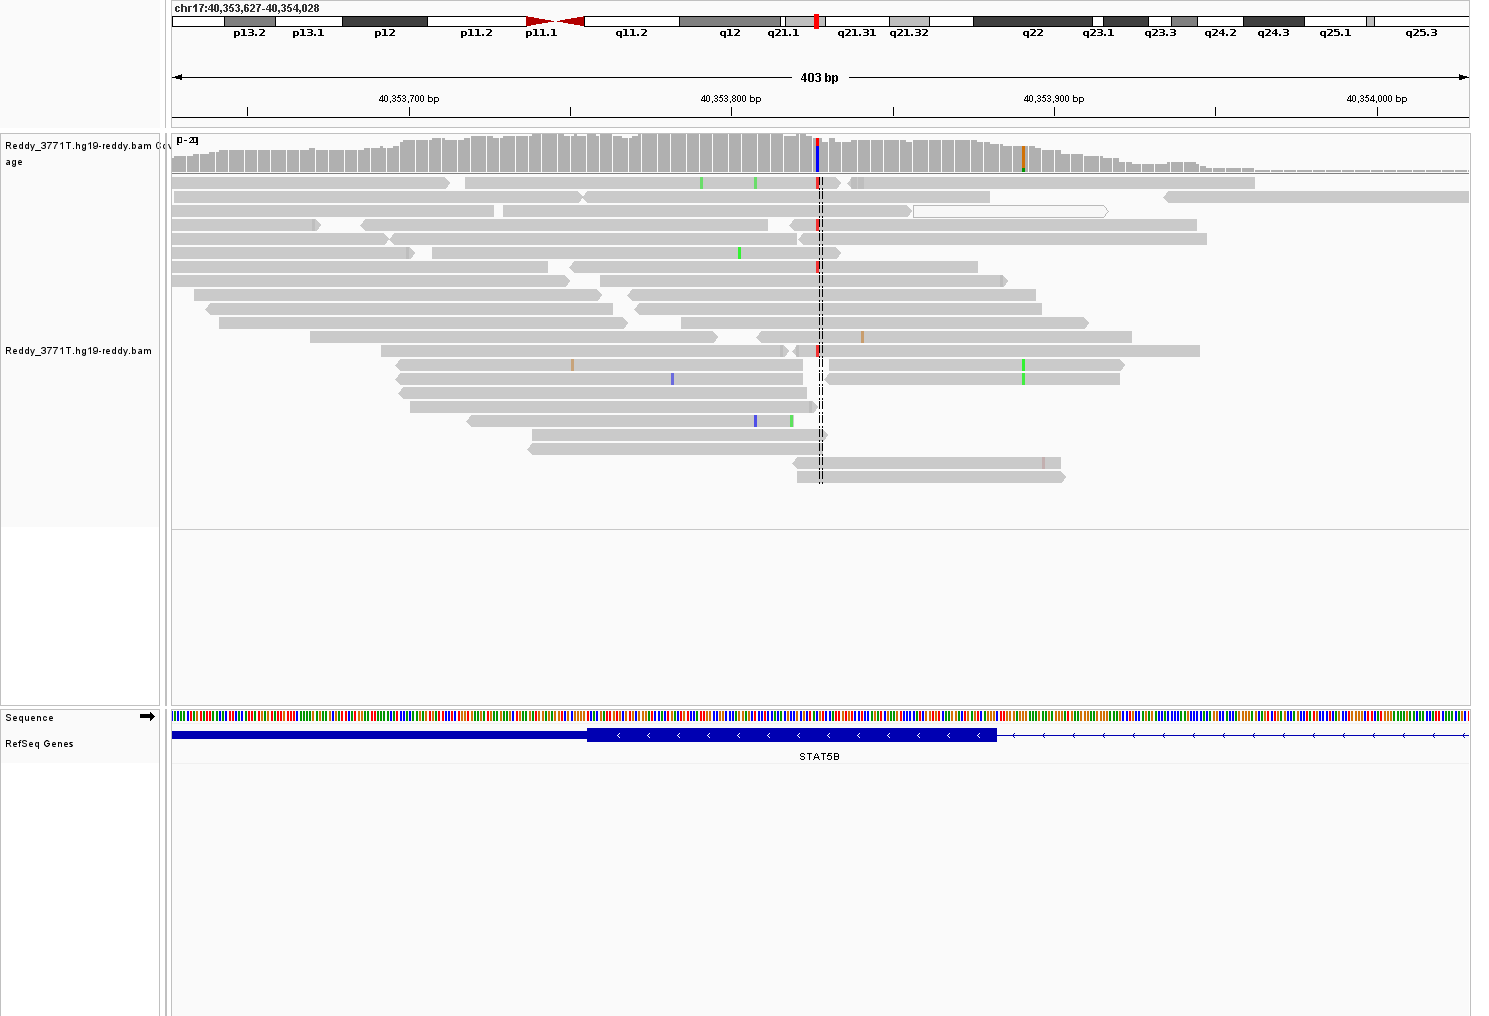 chr17:40,353,627-40,354,028
p13.2 p13.1 p12 p11.2 p11.1 q11.2 q12 q21.1 q21.31 q21.32 q22 q23.1 q23.3 q24.2 q24.3 q25.1 q25.3
403 bp
40,353,700 bp 40,353,800 bp 40,353,900 bp 40,354,000 bp
[0 - 20]
Reddy_3771T.hg19-reddy.bam Cov
age
Reddy_3771T.hg19-reddy.bam
Sequence
RefSeq Genes
STAT5B